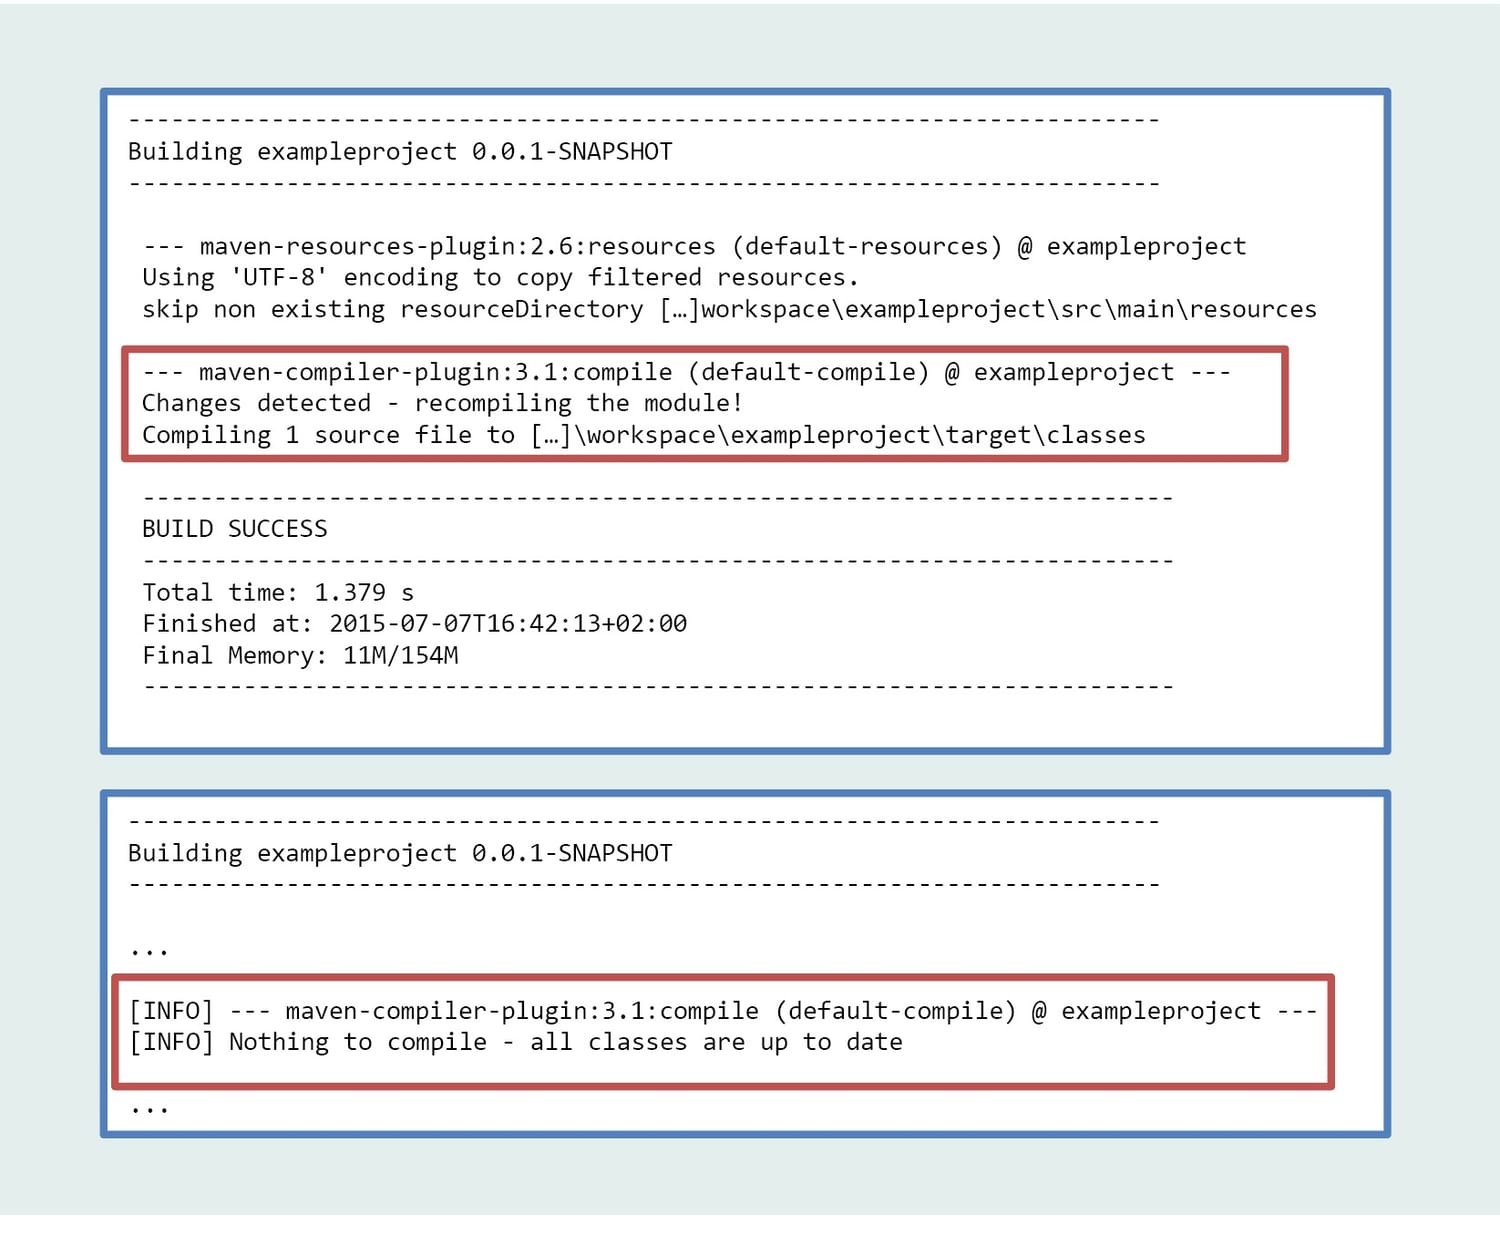 ------------------------------------------------------------------------
Building exampleproject 0.0.1-SNAPSHOT
------------------------------------------------------------------------
--- maven-resources-plugin:2.6:resources (default-resources) @ exampleproject
Using 'UTF-8' encoding to copy filtered resources.
skip non existing resourceDirectory […]workspace\exampleproject\src\main\resources
--- maven-compiler-plugin:3.1:compile (default-compile) @ exampleproject ---
Changes detected - recompiling the module!
Compiling 1 source file to […]\workspace\exampleproject\target\classes
------------------------------------------------------------------------
BUILD SUCCESS
------------------------------------------------------------------------
Total time: 1.379 s
Finished at: 2015-07-07T16:42:13+02:00
Final Memory: 11M/154M
------------------------------------------------------------------------
------------------------------------------------------------------------
Building exampleproject 0.0.1-SNAPSHOT
------------------------------------------------------------------------
...
[INFO] --- maven-compiler-plugin:3.1:compile (default-compile) @ exampleproject ---
[INFO] Nothing to compile - all classes are up to date
...